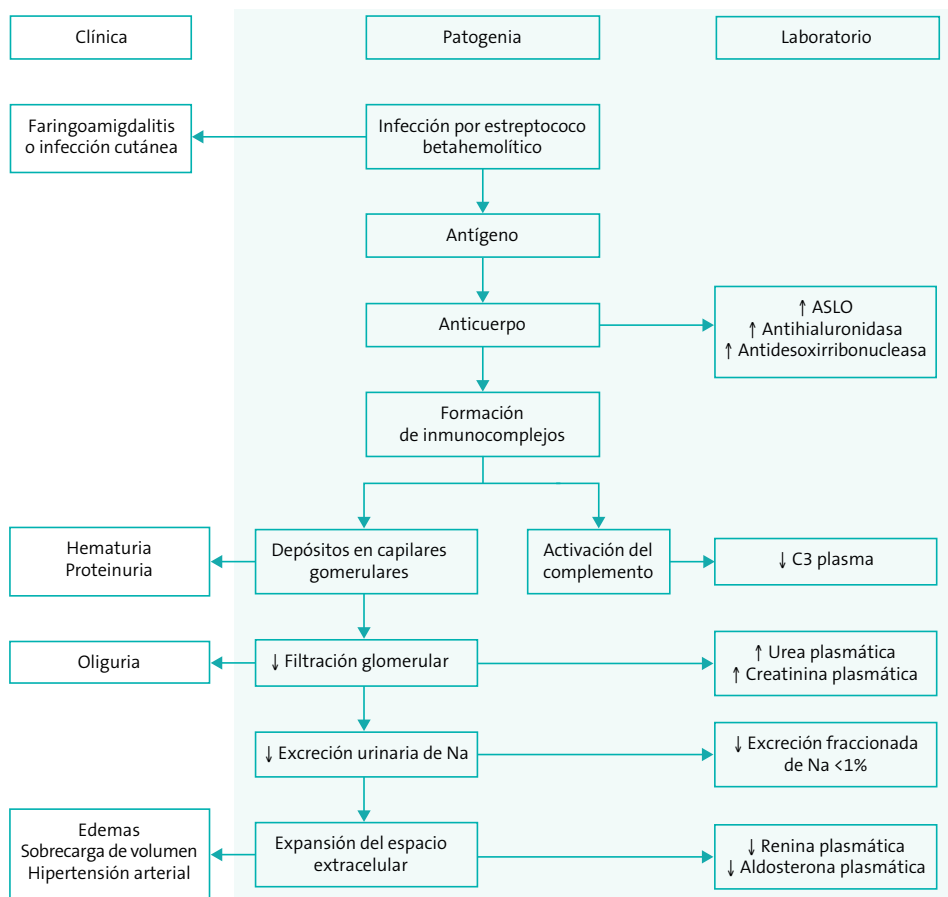 Clínica
Patogenia
Laboratorio
Faringoamigdalitis
o infección cutánea
Infección por estreptococo
betahemolítico
Antígeno
Anticuerpo
↑ ASLO
↑ Antihialuronidasa
↑ Antidesoxirribonucleasa
Formación
de inmunocomplejos
Hematuria
Proteinuria
Depósitos en capilares
gomerulares
Activación del
complemento
↓ C3 plasma
Oliguria
↓ Filtración glomerular
↑ Urea plasmática
↑ Creatinina plasmática
↓ Excreción urinaria de Na
↓ Excreción fraccionada
de Na <1%
Edemas
Sobrecarga de volumen
Hipertensión arterial
Expansión del espacio
extracelular
↓ Renina plasmática
↓ Aldosterona plasmática